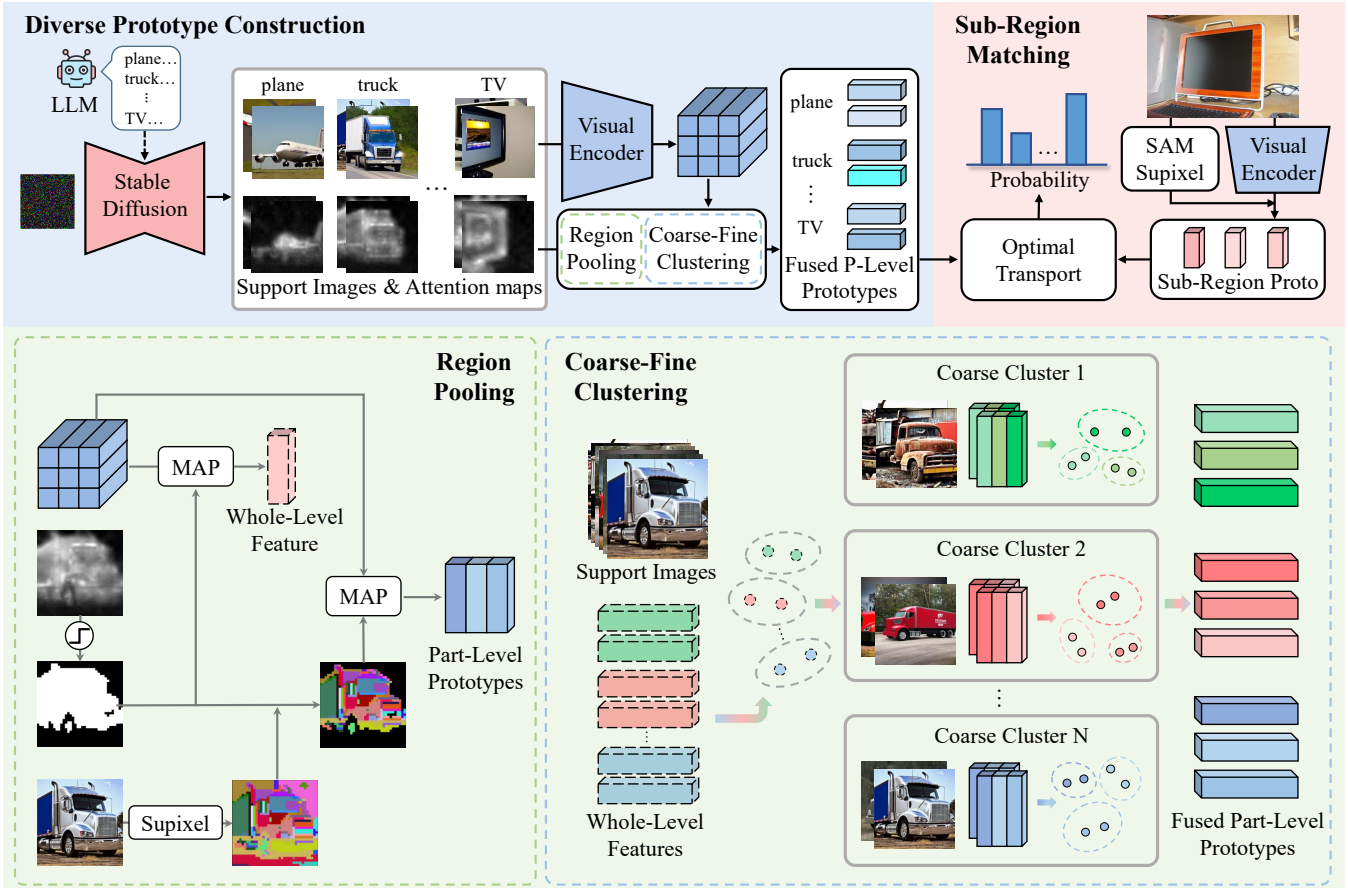 Diverse Prototype Construction
LLM
plane…
truck…
⋮
TV…
Stable
Diffusion
plane
truck
TV
…
Support Images & Attention maps
Visual
Encoder
Region
Pooling
Coarse-Fine
Clustering
plane
truck
⋮
TV
Fused P-Level
Prototypes
Sub-Region
Matching
…
Probability
SAM
Supixel
Visual
Encoder
Optimal
Transport
Sub-Region Proto
Region
Pooling
MAP
Whole-Level
Feature
MAP
Part-Level
Prototypes
Supixel
Coarse-Fine
Clustering
Support Images
Whole-Level
Features
Coarse Cluster 1
Coarse Cluster 2
⋮
Coarse Cluster N
Fused Part-Level
Prototypes